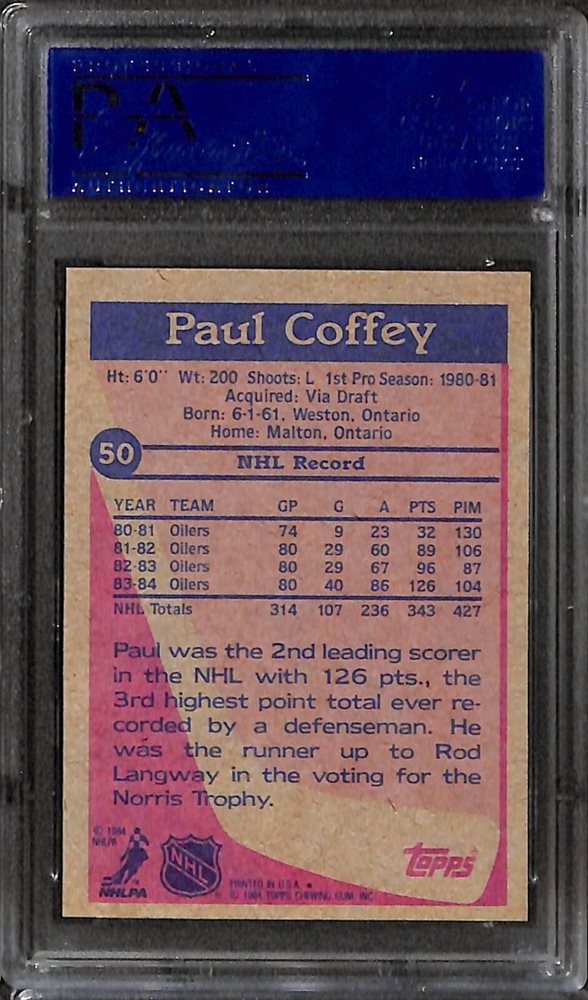 Paul Coffey
Ht: 6'0" Wt: 200 Shoots: L 1st Pro Season: 1980-81
Acquired: Via Draft
Born: 6-1-61, Weston, Ontario
Home: Malton, Ontario
50
NHL Record
YEAR TEAM GP G A PTS PIM
80-81 Oilers 74 9 23 32 130
81-82 Oilers 80 29 60 89 106
82-83 Oilers 80 29 67 96 87
83-84 Oilers 80 40 86 126 104
NHL Totals 314 107 236 343 427
Paul was the 2nd leading scorer
in the NHL with 126 pts., the
3rd highest point total ever re-
corded by a defenseman. He
was the runner up to Rod
Langway in the voting for the
Norris Trophy.
© 1984
NHLPA
NHLPA
NHL
topps
PRINTED IN U.S.A.
© 1984 TOPPS CHEWING GUM, INC.